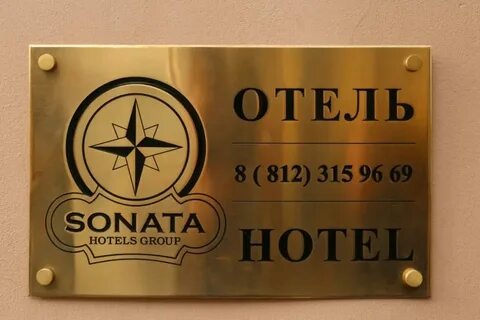 SONATA
HOTELS GROUP
ОТЕЛЬ
8 ( 812) 315 96 69
HOTEL